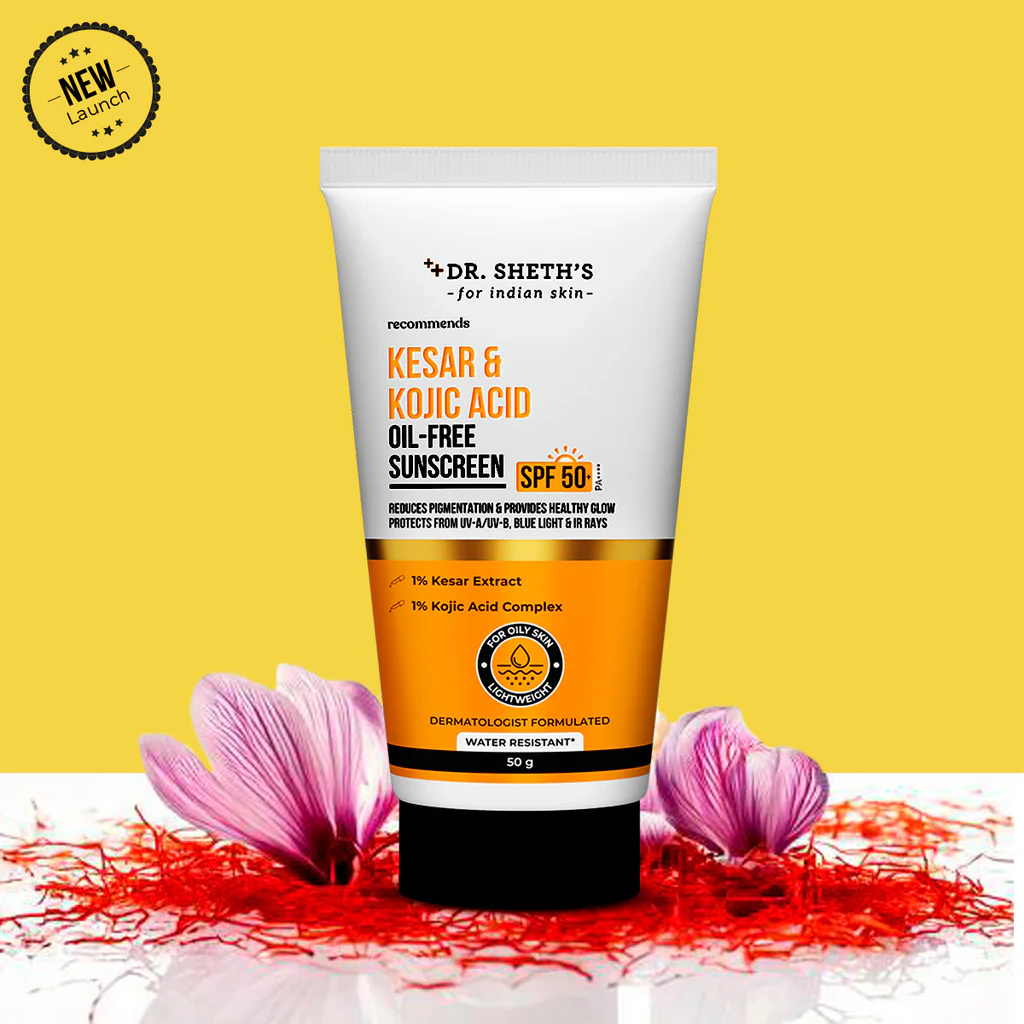 NEW
Launch
DR. SHETH'S
-for indian skin-
recommends
KESAR &
KOJIC ACID
OIL-FREE
SUNSCREEN
SPF 50+
PA++++
REDUCES PIGMENTATION & PROVIDES HEALTHY GLOW
PROTECTS FROM UV-A/UV-B, BLUE LIGHT & IR RAYS
1% Kesar Extract
1% Kojic Acid Complex
FOR OILY SKIN
LIGHTWEIGHT
DERMATOLOGIST FORMULATED
WATER RESISTANT*
50 g